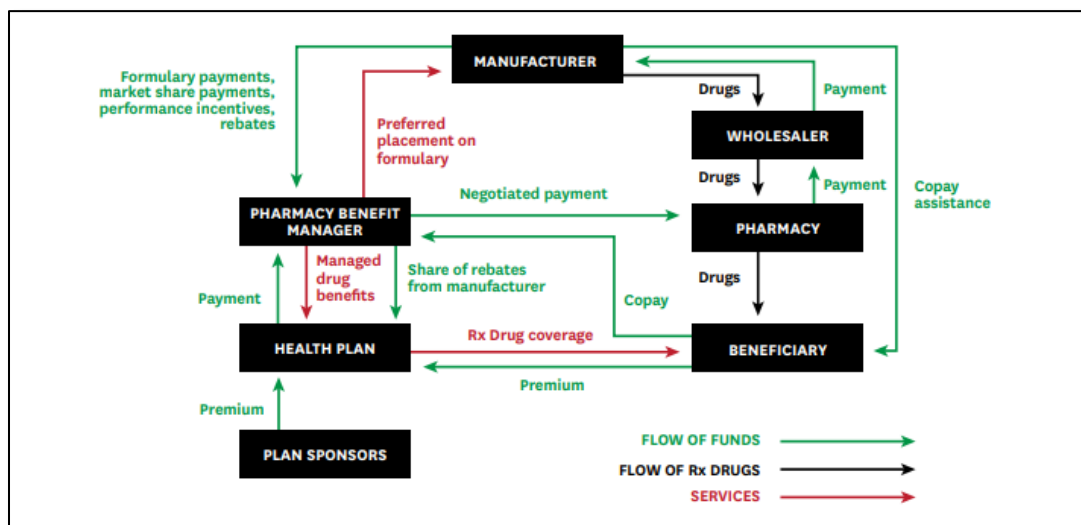 MANUFACTURER
Formulary payments,
market share payments,
performance incentives,
rebates
Preferred
placement on
formulary
Drugs
Payment
WHOLESALER
Drugs
Payment
Copay
assistance
Negotiated payment
PHARMACY BENEFIT
MANAGER
PHARMACY
Managed
drug
benefits
Share of rebates
from manufacturer
Payment
Copay
Drugs
HEALTH PLAN
Rx Drug coverage
BENEFICIARY
Premium
Premium
PLAN SPONSORS
FLOW OF FUNDS
FLOW OF Rx DRUGS
SERVICES